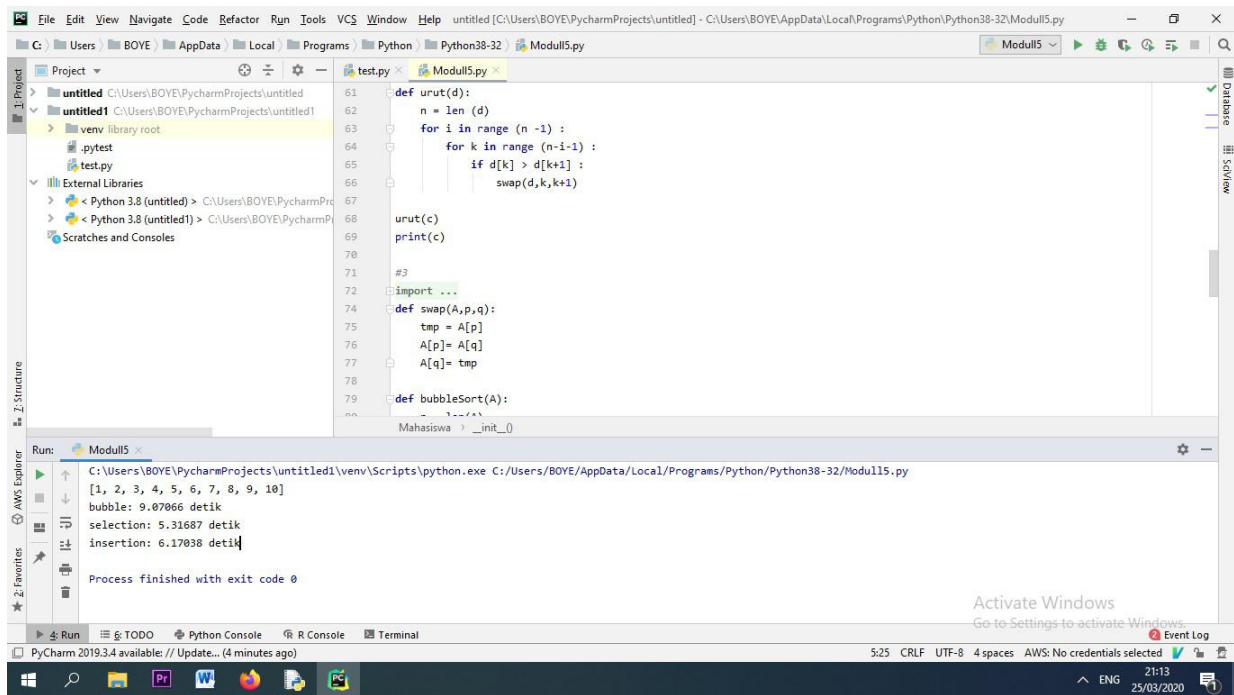 File Edit View Navigate Code Refactor Run Tools VCS Window Help untitled [C:\Users\BOYE\PycharmProjects\untitled] - C:\Users\BOYE\AppData\Local\Programs\Python\Python38-32\Modull5.py
C: Users BOYE AppData Local Programs Python Python38-32 Modull5.py Modull5
1: Project
Project
test.py Modull5.py
untitled C:\Users\BOYE\PycharmProjects\untitled
untitled1 C:\Users\BOYE\PycharmProjects\untitled1
venv library root
.pytest
test.py
External Libraries
< Python 3.8 (untitled) > C:\Users\BOYE\PycharmPro
< Python 3.8 (untitled1) > C:\Users\BOYE\PycharmP
Scratches and Consoles
61 def urut(d):
62 n = len (d)
63 for i in range (n -1) :
64 for k in range (n-i-1) :
65 if d[k] > d[k+1] :
66 swap(d,k,k+1)
67
68 urut(c)
69 print(c)
70
71 #3
72 import ...
74 def swap(A,p,q):
75 tmp = A[p]
76 A[p]= A[q]
77 A[q]= tmp
78
79 def bubbleSort(A):
Mahasiswa __init__()
Database
SciView
Z: Structure
AWS Explorer
2: Favorites
Run: Modull5
C:\Users\BOYE\PycharmProjects\untitled1\venv\Scripts\python.exe C:/Users/BOYE/AppData/Local/Programs/Python/Python38-32/Modull5.py
[1, 2, 3, 4, 5, 6, 7, 8, 9, 10]
bubble: 9.07066 detik
selection: 5.31687 detik
insertion: 6.17038 detik
Process finished with exit code 0
Activate Windows
Go to Settings to activate Windows.
4: Run 6: TODO Python Console R Console Terminal 2 Event Log
PyCharm 2019.3.4 available: // Update... (4 minutes ago) 5:25 CRLF UTF-8 4 spaces AWS: No credentials selected
ENG 21:13
25/03/2020